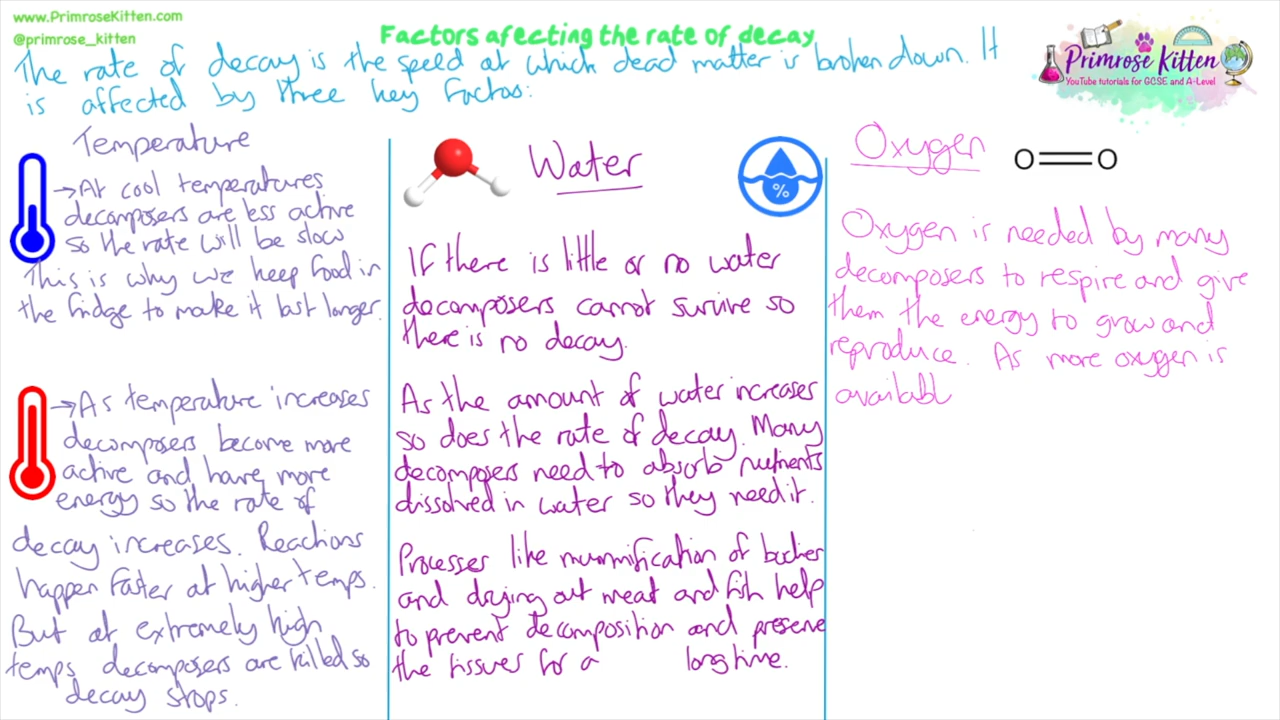 www.PrimroseKitten.com
@primrose_kitten
Factors afecting the rate of decay
Primrose Kitten
YouTube tutorials for GCSE and A-Level
The rate of decay is the speed at which dead matter is broken down. It
is affected by three key factos:
Temperature
→At cool temperatures
decomposers are less active
so the rate will be slow
This is why we keep food in
the fridge to make it last longer.
→As temperature increases
decomposers become more
active and have more
energy so the rate of
decay increases. Reactions
happen faster at higher temps.
But at extremely high
temps decomposers are killed so
decay stops.
Water
%
If there is little or no water
decomposers cannot survive so
there is no decay.
As the amount of water increases
so does the rate of decay. Many
decomposers need to absorb nutrients
dissolved in water so they need it.
Processes like mummification of bodies
and drying out meat and fish help
to prevent decomposition and preserve
the tissues for a long time.
Oxygen
O=O
Oxygen is needed by many
decomposers to respire and give
them the energy to grow and
reproduce. As more oxygen is
availabl